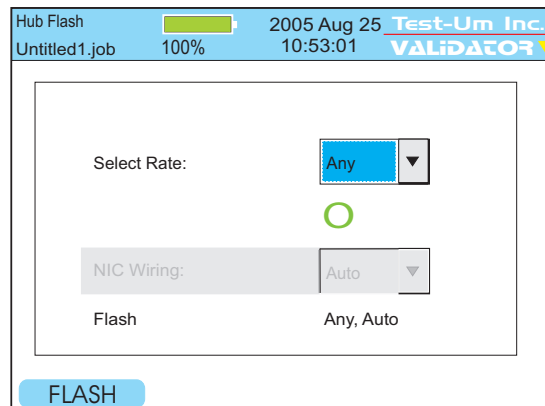 Hub Flash 2005 Aug 25 Test-Um Inc.
Untitled1.job 100% 10:53:01 VALiDATOR
Select Rate: Any
NIC Wiring: Auto
Flash Any, Auto
FLASH